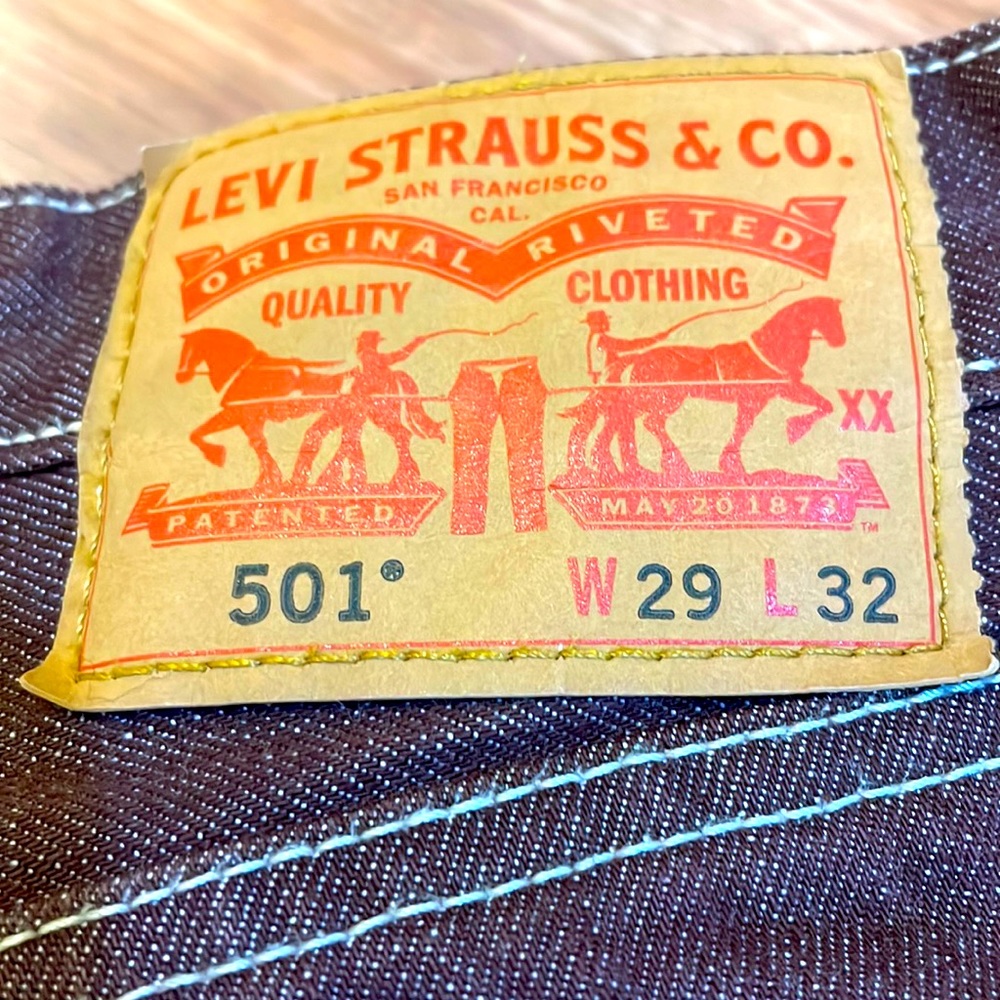 LEVI STRAUSS & CO.
SAN FRANCISCO
CAL.
ORIGINAL RIVETED
QUALITY CLOTHING
XX
PATENTED MAY 20 1873
TM
501® W 29 L 32